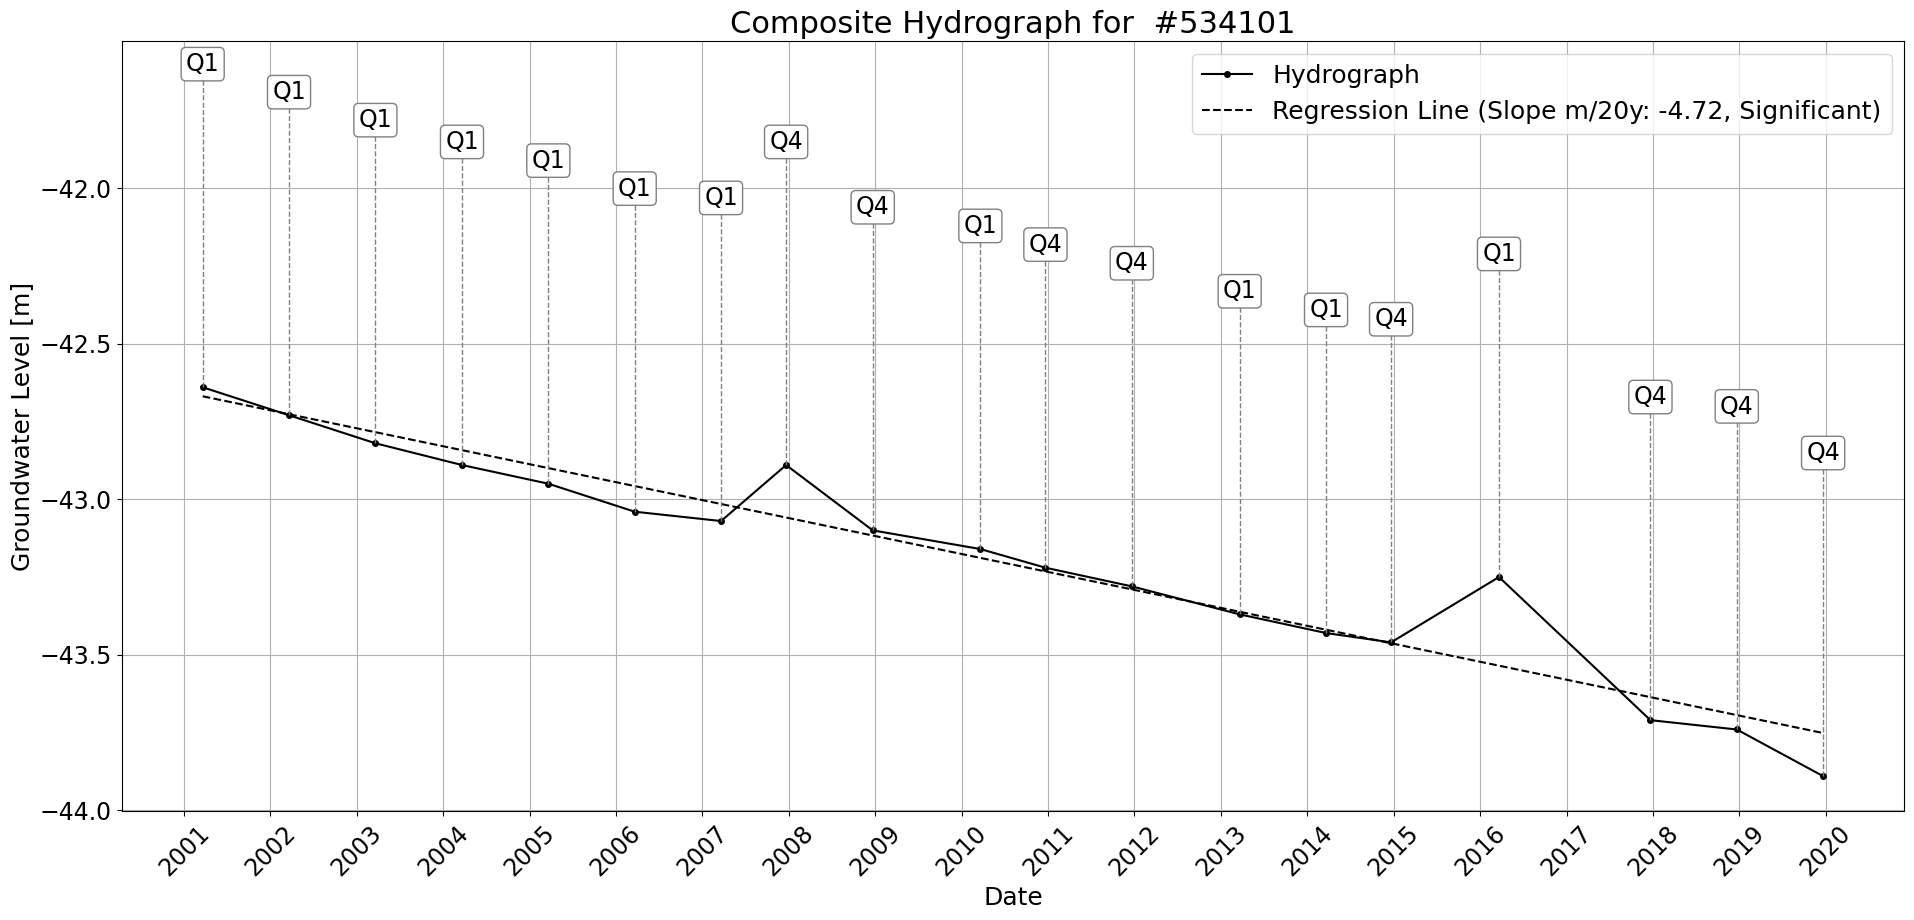 Composite Hydrograph for  #534101
Hydrograph
Regression Line (Slope m/20y: -4.72, Significant)
Q1
Q1
Q1
Q1
Q1
Q1
Q1
Q4
Q4
Q1
Q4
Q4
Q1
Q1
Q4
Q1
Q4
Q4
Q4
Groundwater Level [m]
−42.0
−42.5
−43.0
−43.5
−44.0
2001
2002
2003
2004
2005
2006
2007
2008
2009
2010
2011
2012
2013
2014
2015
2016
2017
2018
2019
2020
Date